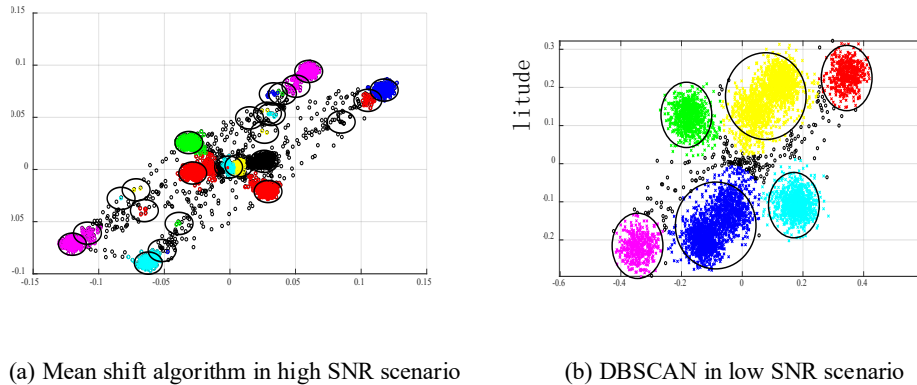 0.15
0.1
0.05
0
0.05
-0.1
-0.15 -0.1 -0.05 0 0.05 0.1 0.15
litude
0.3
0.2
0.1
0
-0.1
-0.2
-0.6 -0.4 -0.2 0 0.2 0.4
(a) Mean shift algorithm in high SNR scenario
(b) DBSCAN in low SNR scenario